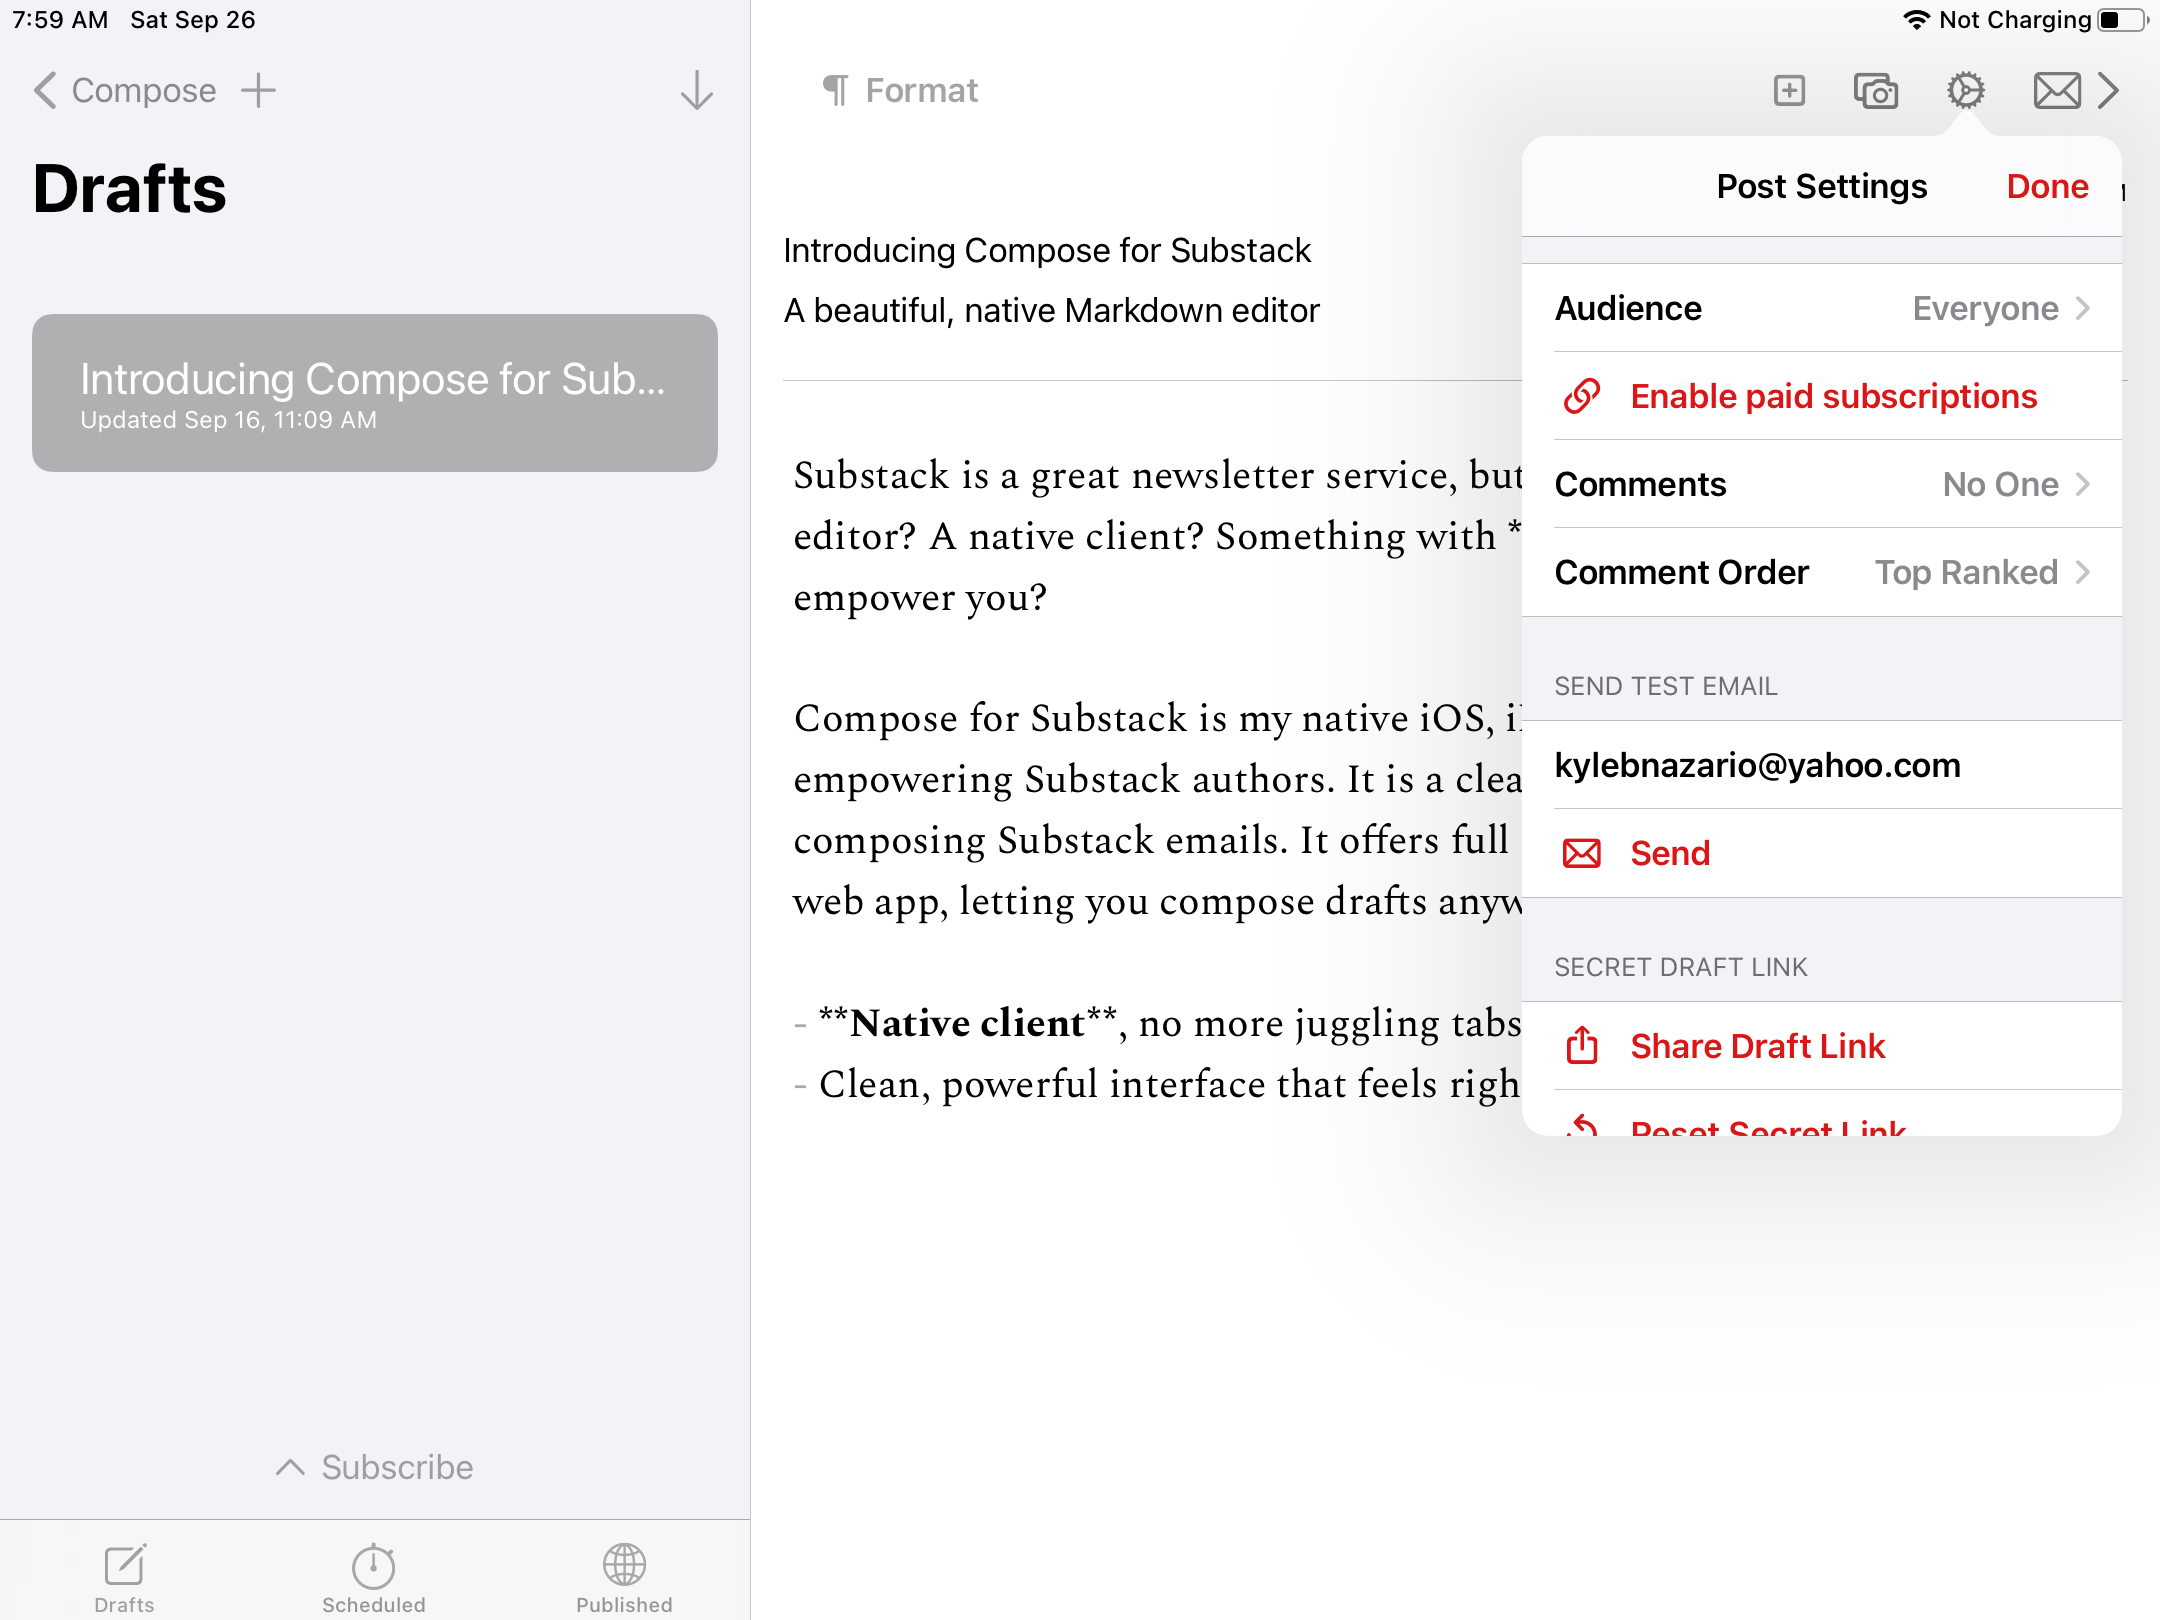 7:59 AM Sat Sep 26
Not Charging
Compose
Drafts
Introducing Compose for Sub...
Updated Sep 16, 11:09 AM
Subscribe
Drafts
Scheduled
Published
¶ Format
Introducing Compose for Substack
A beautiful, native Markdown editor
Substack is a great newsletter service, but
editor? A native client? Something with *
empower you?
Compose for Substack is my native iOS,
empowering Substack authors. It is a
composing Substack emails. It offers full
web app, letting you compose drafts
- **Native client**, no more juggling tabs
- Clean, powerful interface that feels
Post Settings
Done
Audience
Everyone
Enable paid subscriptions
Comments
No One
Comment Order
Top Ranked
SEND TEST EMAIL
kylebnazario@yahoo.com
Send
SECRET DRAFT LINK
Share Draft Link
Reset Secret Link